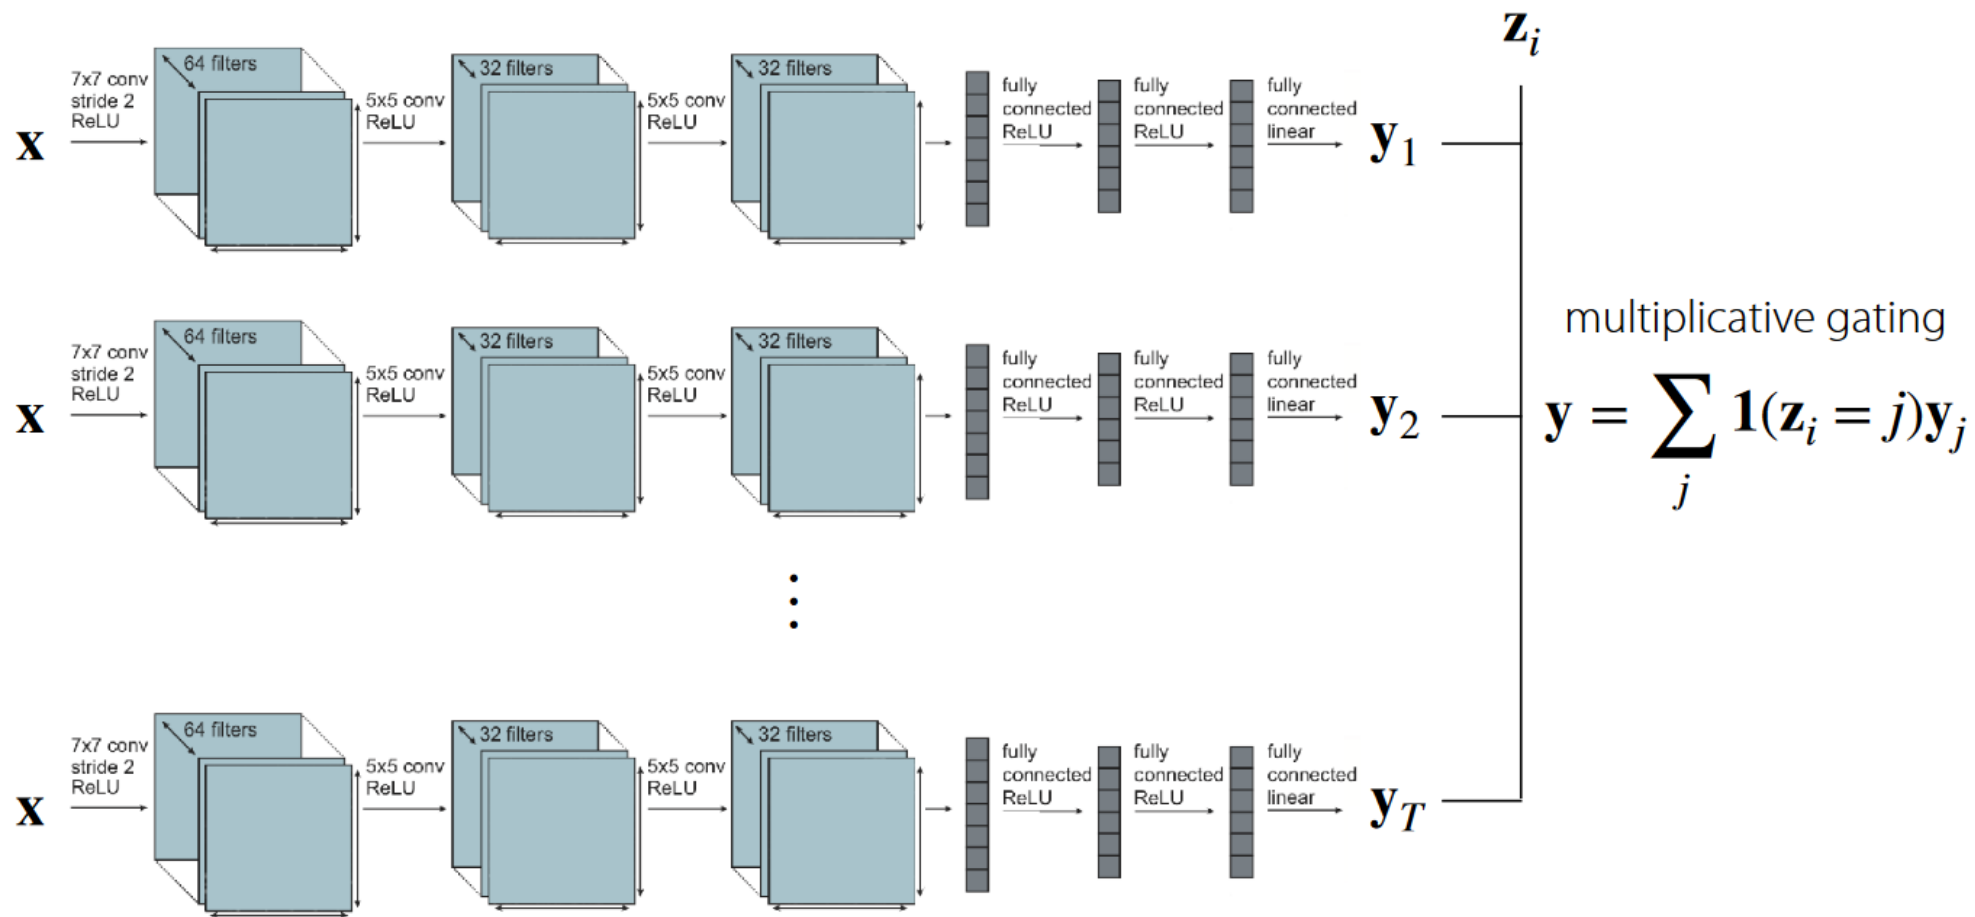 z_i
64 filters
7x7 conv
stride 2
ReLU
32 filters
5x5 conv
ReLU
32 filters
5x5 conv
ReLU
fully
connected
ReLU
fully
connected
ReLU
fully
connected
linear
x
y_1
64 filters
7x7 conv
stride 2
ReLU
32 filters
5x5 conv
ReLU
32 filters
5x5 conv
ReLU
fully
connected
ReLU
fully
connected
ReLU
fully
connected
linear
x
y_2
multiplicative gating
y = ∑_j 1(z_i = j)y_j
⋮
64 filters
7x7 conv
stride 2
ReLU
32 filters
5x5 conv
ReLU
32 filters
5x5 conv
ReLU
fully
connected
ReLU
fully
connected
ReLU
fully
connected
linear
x
y_T